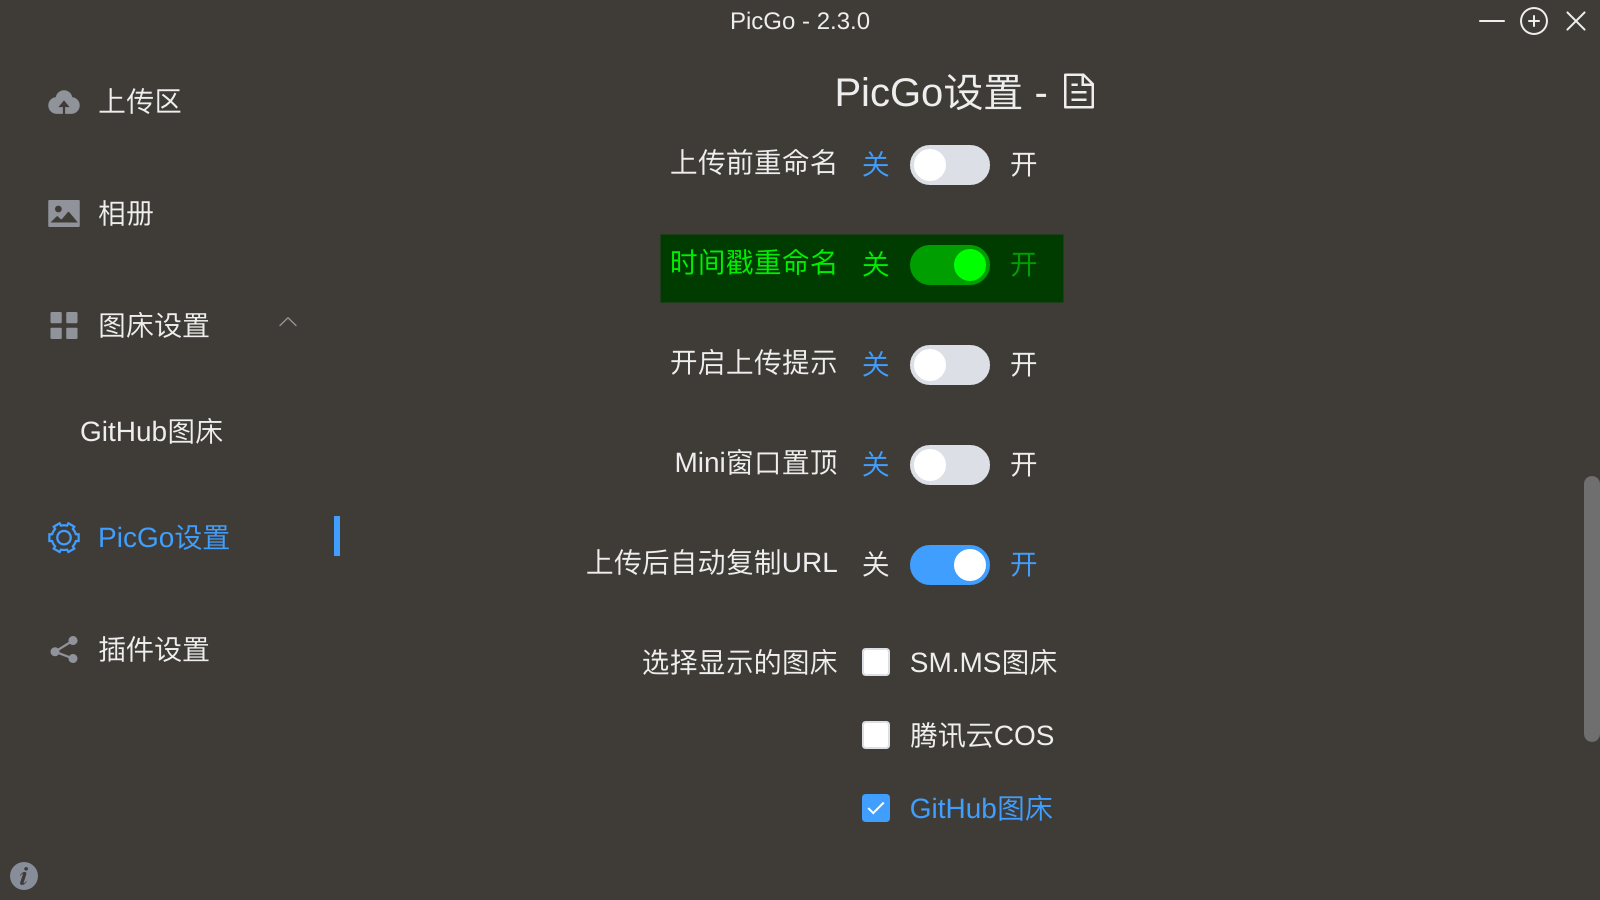 PicGo - 2.3.0
上传区
相册
图床设置
GitHub图床
PicGo设置
插件设置
PicGo设置 -
上传前重命名 关 开
时间戳重命名 关 开
开启上传提示 关 开
Mini窗口置顶 关 开
上传后自动复制URL 关 开
选择显示的图床 SM.MS图床
腾讯云COS
GitHub图床